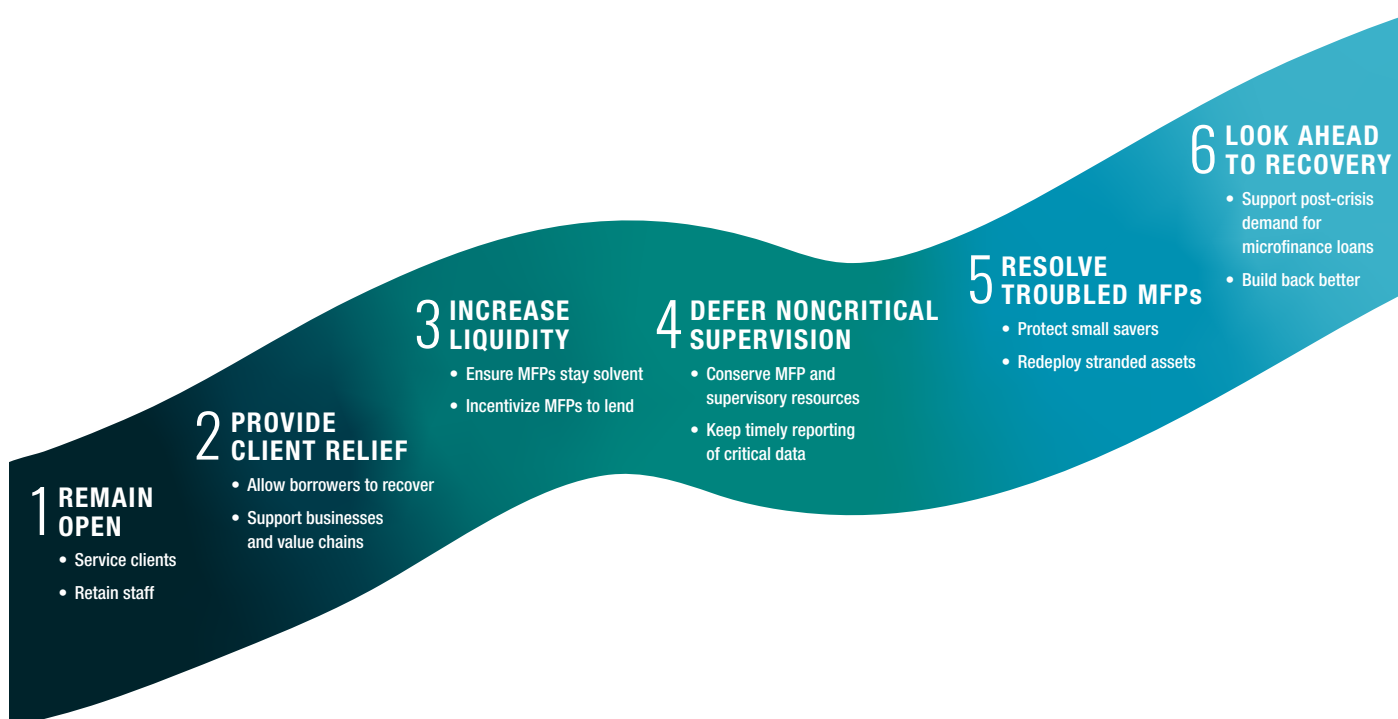 1 REMAIN
OPEN
• Service clients
• Retain staff
2 PROVIDE
CLIENT RELIEF
• Allow borrowers to recover
• Support businesses
and value chains
3 INCREASE
LIQUIDITY
• Ensure MFPs stay solvent
• Incentivize MFPs to lend
4 DEFER NONCRITICAL
SUPERVISION
• Conserve MFP and
supervisory resources
• Keep timely reporting
of critical data
5 RESOLVE
TROUBLED MFPs
• Protect small savers
• Redeploy stranded assets
6 LOOK AHEAD
TO RECOVERY
• Support post-crisis
demand for
microfinance loans
• Build back better